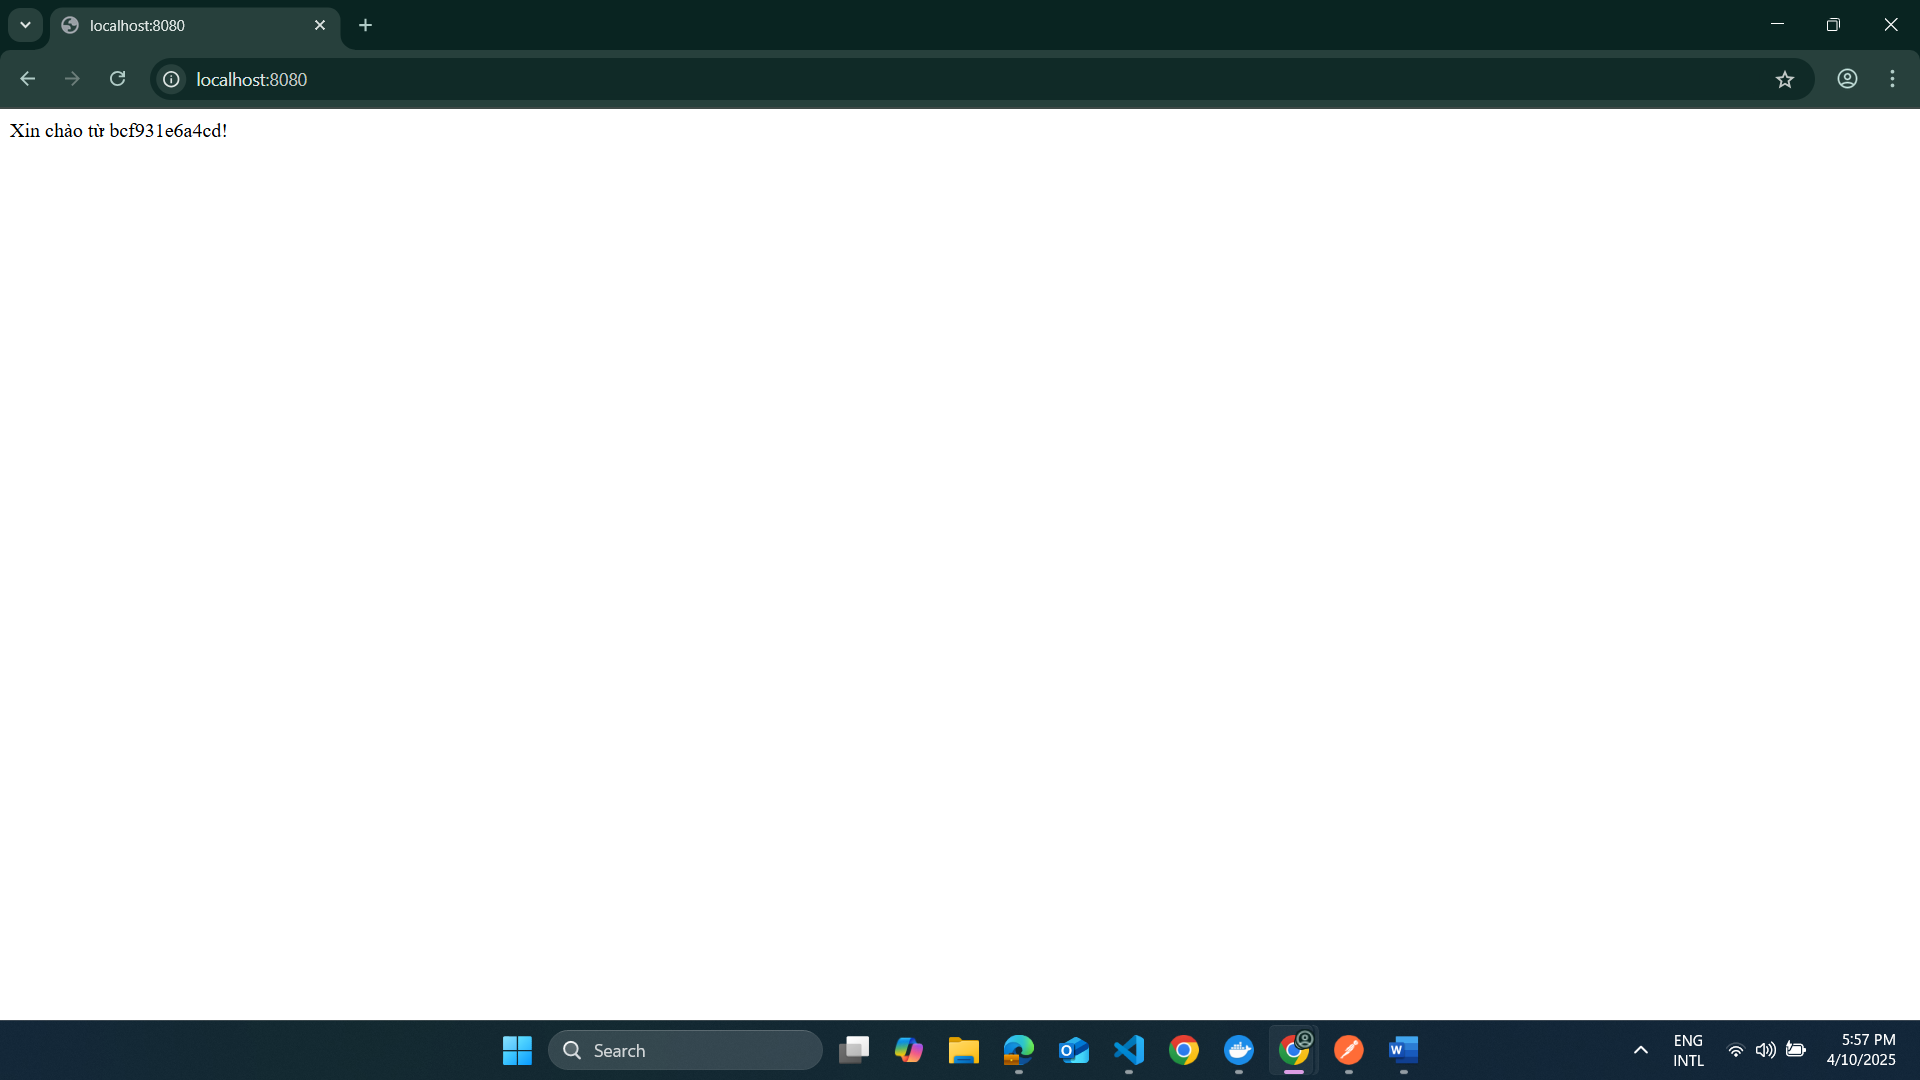 localhost:8080
localhost:8080
Xin chào từ bcf931e6a4cd!
Search
ENG
INTL
5:57 PM
4/10/2025